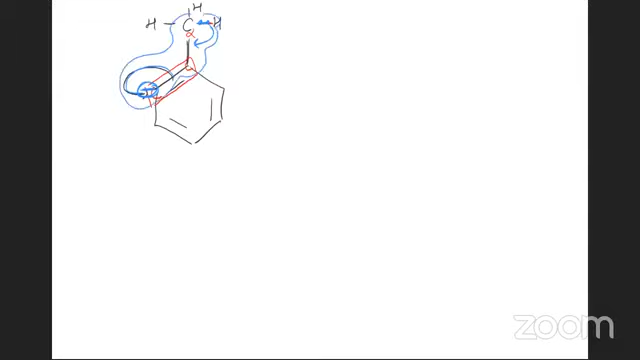 H
H — C — H
α
zoom